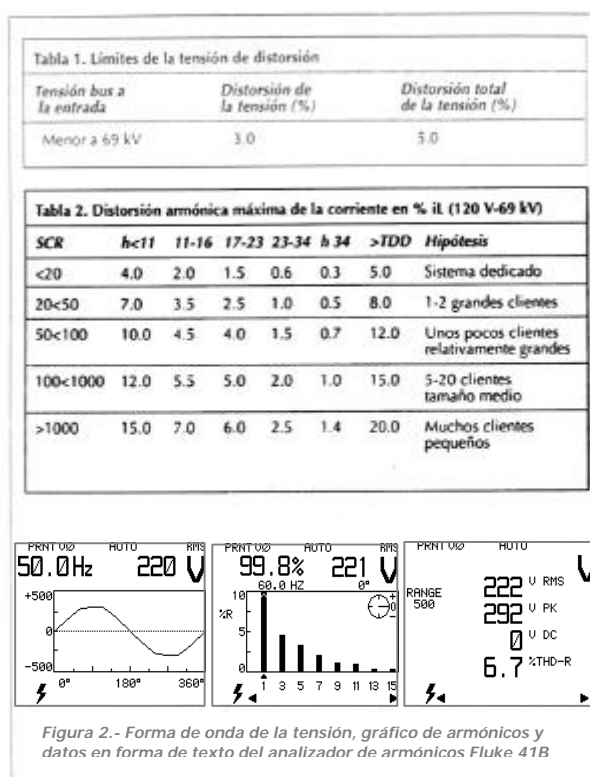 Tabla 1. Límites de la tensión de distorsión
Tensión bus a la entrada Distorsión de la tensión (%) Distorsión total de la tensión (%)
Menor a 69 kV 3.0 5.0
Tabla 2. Distorsión armónica máxima de la corriente en % iL (120 V-69 kV)
SCR h<11 11-16 17-23 23-34 h 34 >TDD Hipótesis
<20 4.0 2.0 1.5 0.6 0.3 5.0 Sistema dedicado
20<50 7.0 3.5 2.5 1.0 0.5 8.0 1-2 grandes clientes
50<100 10.0 4.5 4.0 1.5 0.7 12.0 Unos pocos clientes relativamente grandes
100<1000 12.0 5.5 5.0 2.0 1.0 15.0 5-20 clientes tamaño medio
>1000 15.0 7.0 6.0 2.5 1.4 20.0 Muchos clientes pequeños
PRNT VØ AUTO RMS
50.0Hz 220 V
+500
0
-500
0° 180° 360°
PRNT VØ AUTO RMS
99.8% 221 V
60.0 HZ 0°
10
%R
5
0
1 3 5 7 9 11 13 15
PRNT VØ AUTO
V
RANGE
500
222 V RMS
292 V PK
0 V DC
6.7 %THD-R
Figura 2.- Forma de onda de la tensión, gráfico de armónicos y
datos en forma de texto del analizador de armónicos Fluke 41B